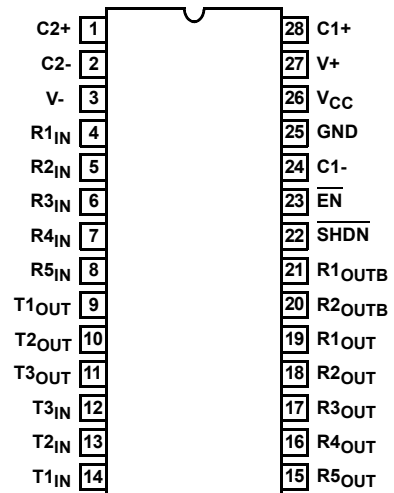 C2+ 1 28 C1+
C2- 2 27 V+
V- 3 26 VCC
R1IN 4 25 GND
R2IN 5 24 C1-
R3IN 6 23 EN
R4IN 7 22 SHDN
R5IN 8 21 R1OUTB
T1OUT 9 20 R2OUTB
T2OUT 10 19 R1OUT
T3OUT 11 18 R2OUT
T3IN 12 17 R3OUT
T2IN 13 16 R4OUT
T1IN 14 15 R5OUT